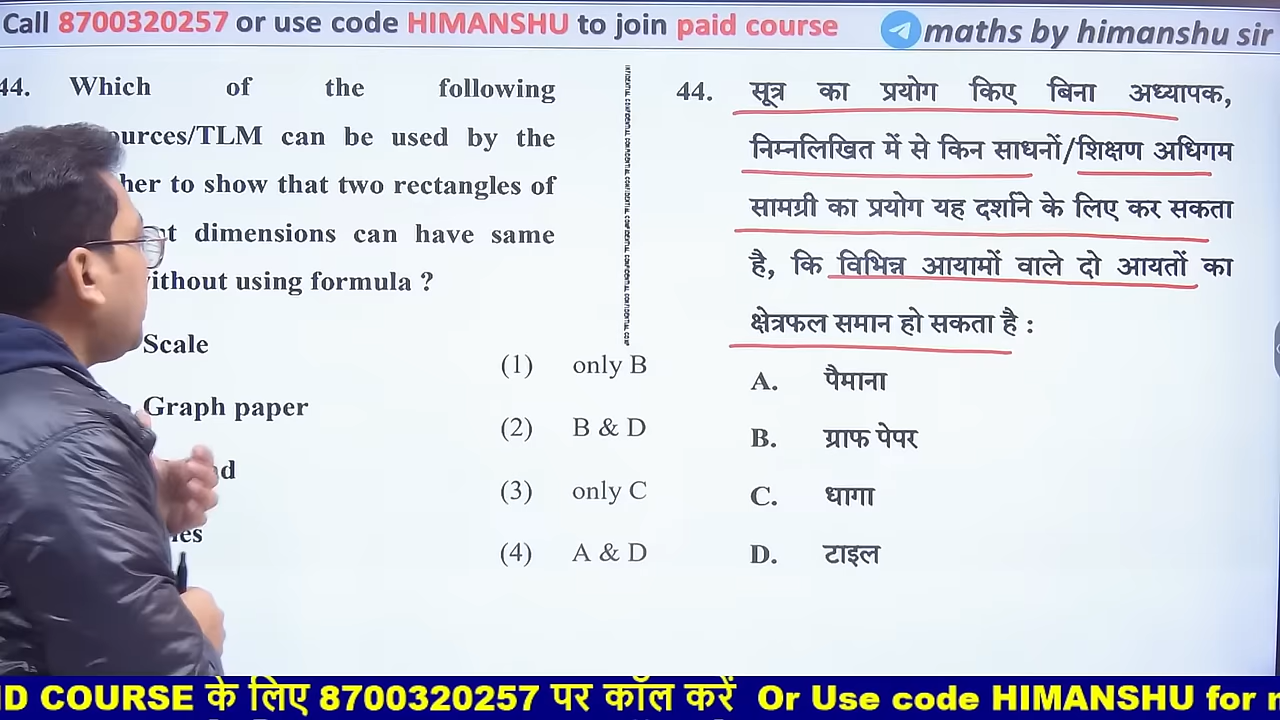 Call 8700320257 or use code HIMANSHU to join paid course
maths by himanshu sir
44. Which of the following
ources/TLM can be used by the
her to show that two rectangles of
t dimensions can have same
ithout using formula ?
Scale
Graph paper
nd
les
(1) only B
(2) B & D
(3) only C
(4) A & D
44. सूत्र का प्रयोग किए बिना अध्यापक,
निम्नलिखित में से किन साधनों/शिक्षण अधिगम
सामग्री का प्रयोग यह दर्शाने के लिए कर सकता
है, कि विभिन्न आयामों वाले दो आयतों का
क्षेत्रफल समान हो सकता है :
A. पैमाना
B. ग्राफ पेपर
C. धागा
D. टाइल
COURSE के लिए 8700320257 पर कॉल करें Or Use code HIMANSHU for